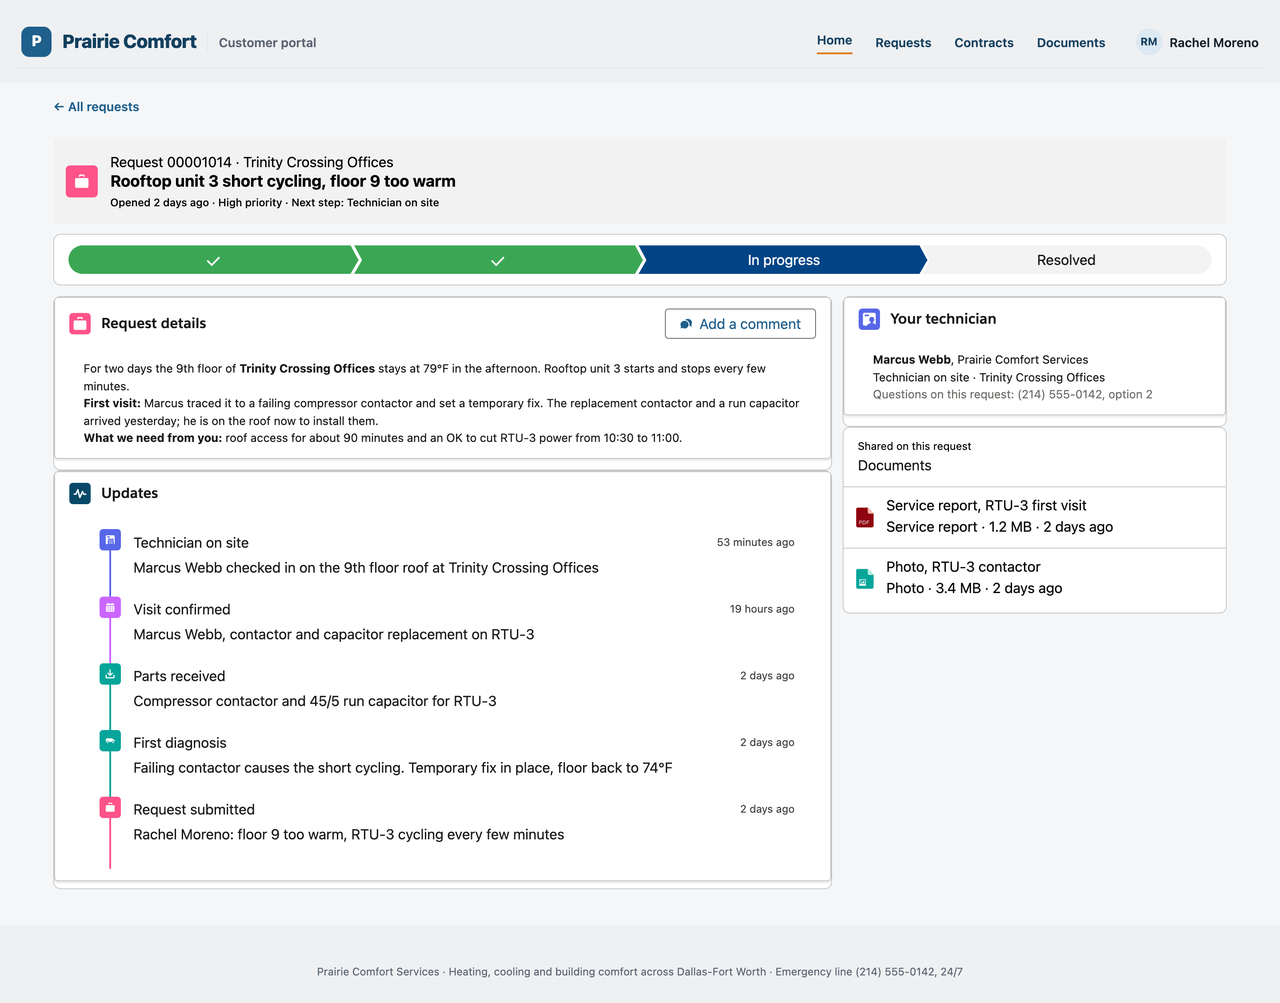 P Prairie Comfort Customer portal Home Requests Contracts Documents RM Rachel Moreno
← All requests
Request 00001014 · Trinity Crossing Offices
Rooftop unit 3 short cycling, floor 9 too warm
Opened 2 days ago · High priority · Next step: Technician on site
In progress Resolved
Request details Add a comment
For two days the 9th floor of Trinity Crossing Offices stays at 79°F in the afternoon. Rooftop unit 3 starts and stops every few
minutes.
First visit: Marcus traced it to a failing compressor contactor and set a temporary fix. The replacement contactor and a run capacitor
arrived yesterday; he is on the roof now to install them.
What we need from you: roof access for about 90 minutes and an OK to cut RTU-3 power from 10:30 to 11:00.
Updates
Technician on site 53 minutes ago
Marcus Webb checked in on the 9th floor roof at Trinity Crossing Offices
Visit confirmed 19 hours ago
Marcus Webb, contactor and capacitor replacement on RTU-3
Parts received 2 days ago
Compressor contactor and 45/5 run capacitor for RTU-3
First diagnosis 2 days ago
Failing contactor causes the short cycling. Temporary fix in place, floor back to 74°F
Request submitted 2 days ago
Rachel Moreno: floor 9 too warm, RTU-3 cycling every few minutes
Your technician
Marcus Webb, Prairie Comfort Services
Technician on site · Trinity Crossing Offices
Questions on this request: (214) 555-0142, option 2
Shared on this request
Documents
Service report, RTU-3 first visit
PDF
Service report · 1.2 MB · 2 days ago
Photo, RTU-3 contactor
Photo · 3.4 MB · 2 days ago
Prairie Comfort Services · Heating, cooling and building comfort across Dallas-Fort Worth · Emergency line (214) 555-0142, 24/7